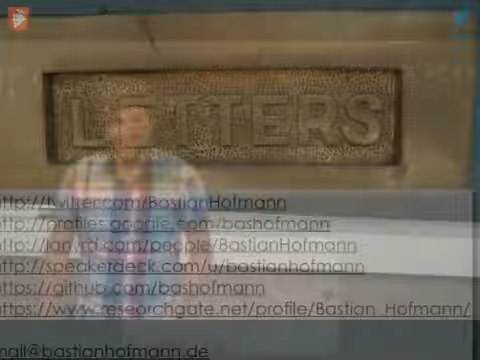 LETTERS
http://twitter.com/BastianHofmann
http://profiles.google.com/bashofmann
http://lanyrd.com/people/BastianHofmann
http://speakerdeck.com/u/bastianhofmann
https://github.com/bashofmann
https://www.researchgate.net/profile/Bastian_Hofmann/
mail@bastianhofmann.de